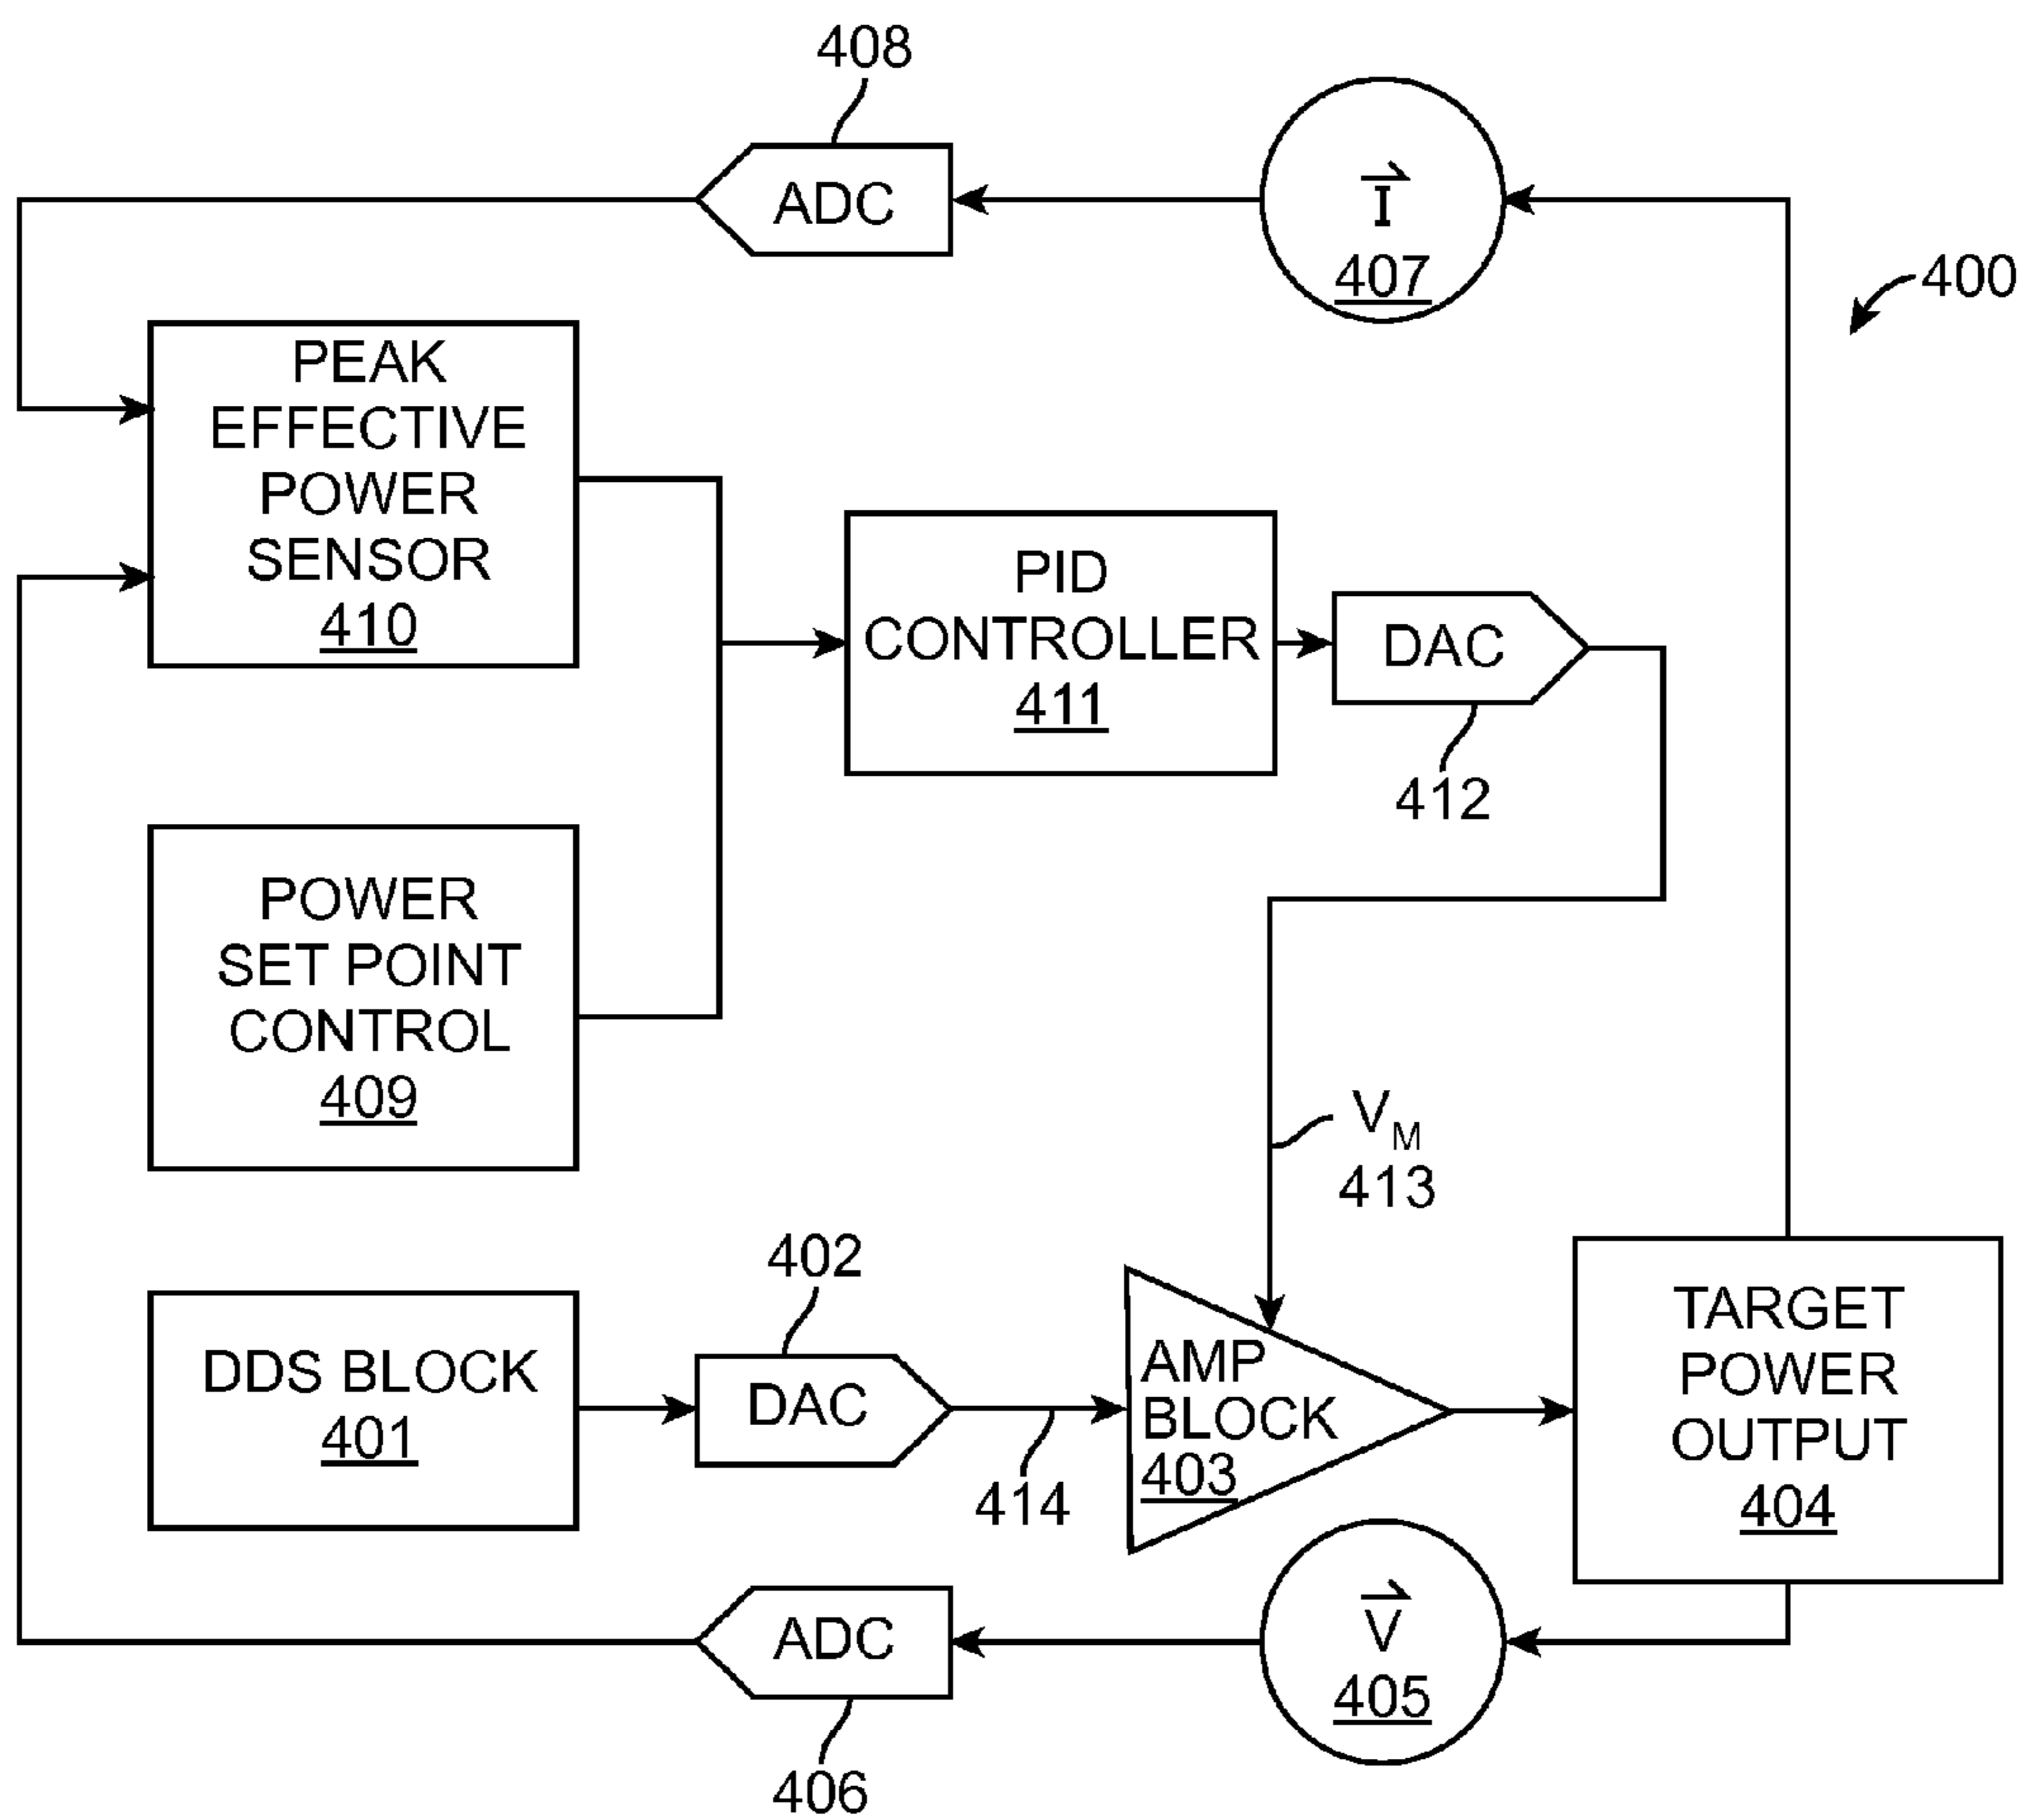 408
ADC
I
407
400
PEAK
EFFECTIVE
POWER
SENSOR
410
PID
CONTROLLER
411
DAC
412
POWER
SET POINT
CONTROL
409
V_M
413
402
DDS BLOCK
401
DAC
414
AMP
BLOCK
403
TARGET
POWER
OUTPUT
404
ADC
406
V
405